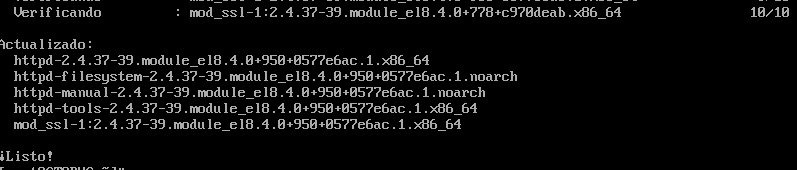 Verificando : mod_ssl-1:2.4.37-39.module_el8.4.0+778+c970deab.x86_64 10/10
Actualizado:
httpd-2.4.37-39.module_el8.4.0+950+0577e6ac.1.x86_64
httpd-filesystem-2.4.37-39.module_el8.4.0+950+0577e6ac.1.noarch
httpd-manual-2.4.37-39.module_el8.4.0+950+0577e6ac.1.noarch
httpd-tools-2.4.37-39.module_el8.4.0+950+0577e6ac.1.x86_64
mod_ssl-1:2.4.37-39.module_el8.4.0+950+0577e6ac.1.x86_64
¡Listo!